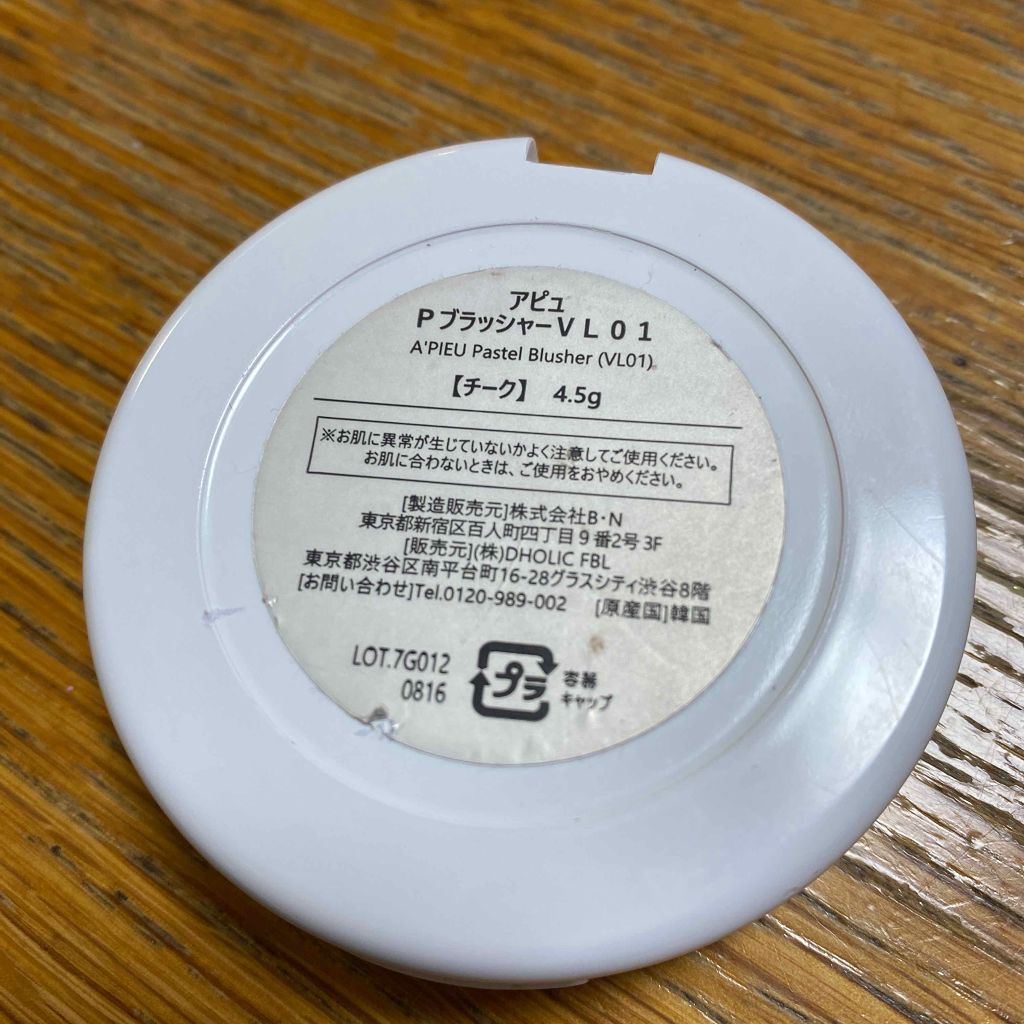 アピュ
P ブラッシャーＶＬ０１
A'PIEU Pastel Blusher (VL01)
【チーク】 4.5g
※お肌に異常が生じていないかよく注意してご使用ください。
お肌に合わないときは、ご使用をおやめください。
[製造販売元]株式会社B・N
東京都新宿区百人町四丁目９番2号 3F
[販売元](株)DHOLIC FBL
東京都渋谷区南平台町16-28グラスシティ渋谷8階
[お問い合わせ]Tel.0120-989-002 [原産国]韓国
LOT.7G012
0816
プラ
容器
キャップ